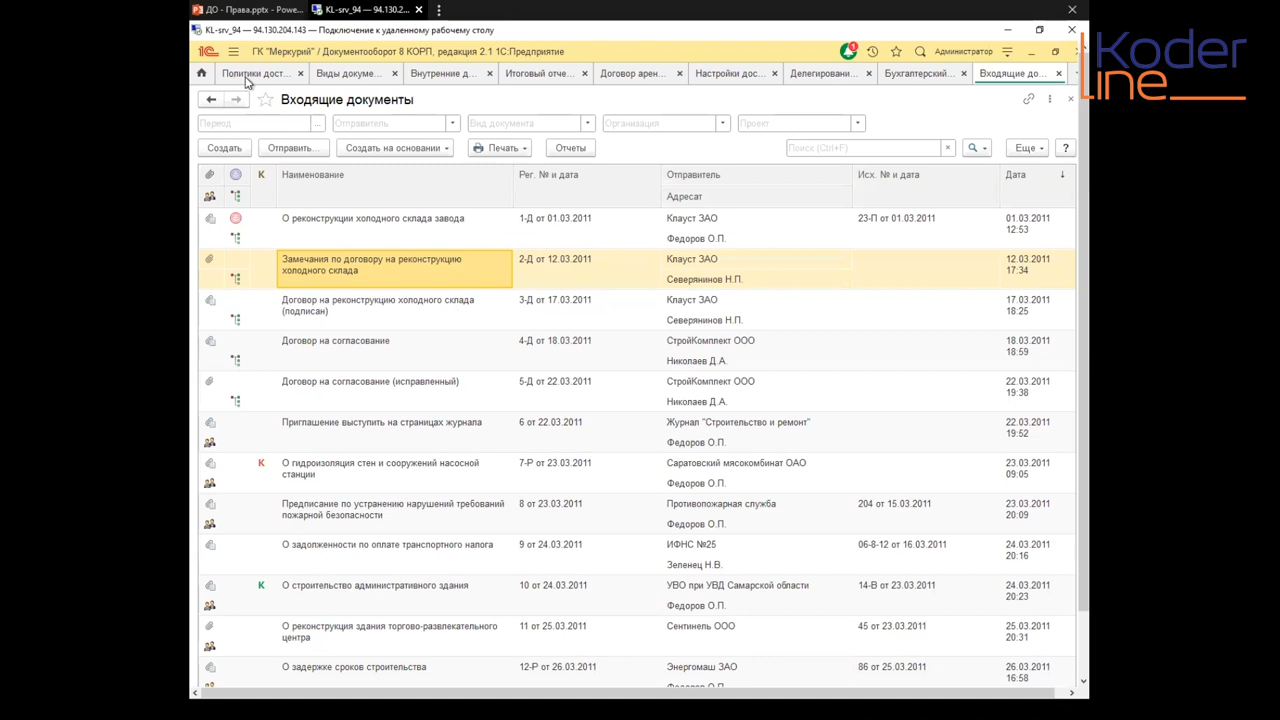 ДО - Права.pptx - Powe...
KL-srv_94 — 94.130.2...
KL-srv_94 — 94.130.204.143 — Подключение к удаленному рабочему столу
1С
ГК "Меркурий" / Документооборот 8 КОРП, редакция 2.1 1С:Предприятие
1
Администратор
Политики дост...
Виды докуме...
Внутренние д...
Итоговый отче...
Договор арен...
Настройки дос...
Делегировани...
Бухгалтерский...
Входящие до...
Koder
line
Входящие документы
Период
...
Отправитель
Вид документа
Организация
Проект
Создать
Отправить...
Создать на основании
Печать
Отчеты
Поиск (Ctrl+F)
Еще
?
К
Наименование
Рег. № и дата
Отправитель
Исх. № и дата
Дата
Адресат
О реконструкции холодного склада завода
1-Д от 01.03.2011
Клауст ЗАО
23-П от 01.03.2011
01.03.2011
12:53
Федоров О.П.
Замечания по договору на реконструкцию
холодного склада
2-Д от 12.03.2011
Клауст ЗАО
12.03.2011
17:34
Северянинов Н.П.
Договор на реконструкцию холодного склада
(подписан)
3-Д от 17.03.2011
Клауст ЗАО
17.03.2011
18:25
Северянинов Н.П.
Договор на согласование
4-Д от 18.03.2011
СтройКомплект ООО
18.03.2011
18:59
Николаев Д.А.
Договор на согласование (исправленный)
5-Д от 22.03.2011
СтройКомплект ООО
22.03.2011
19:38
Николаев Д.А.
Приглашение выступить на страницах журнала
6 от 22.03.2011
Журнал "Строительство и ремонт"
22.03.2011
19:52
Федоров О.П.
К
О гидроизоляция стен и сооружений насосной
станции
7-Р от 23.03.2011
Саратовский мясокомбинат ОАО
23.03.2011
09:05
Федоров О.П.
Предписание по устранению нарушений требований
пожарной безопасности
8 от 23.03.2011
Противопожарная служба
204 от 15.03.2011
23.03.2011
20:09
Федоров О.П.
О задолженности по оплате транспортного налога
9 от 24.03.2011
ИФНС №25
06-8-12 от 16.03.2011
24.03.2011
20:16
Зеленец Н.В.
К
О строительство административного здания
10 от 24.03.2011
УВО при УВД Самарской области
14-В от 23.03.2011
24.03.2011
20:23
Федоров О.П.
О реконструкция здания торгово-развлекательного
центра
11 от 25.03.2011
Сентинель ООО
45 от 23.03.2011
25.03.2011
20:31
О задержке сроков строительства
12-Р от 26.03.2011
Энергомаш ЗАО
86 от 25.03.2011
26.03.2011
16:58
Федоров О.П.